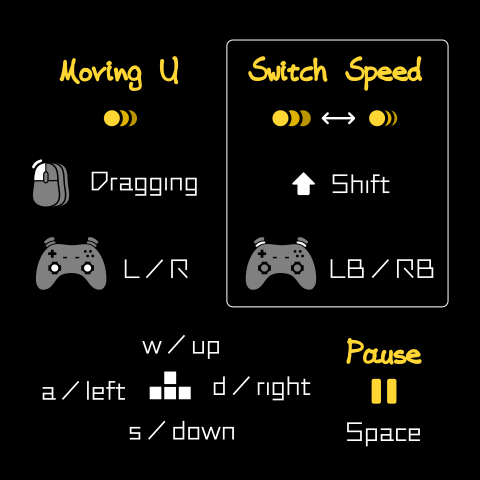 Moving U
Switch Speed
Dragging
Shift
L / R
LB / RB
w / up
a / left
d / right
s / down
Pause
Space